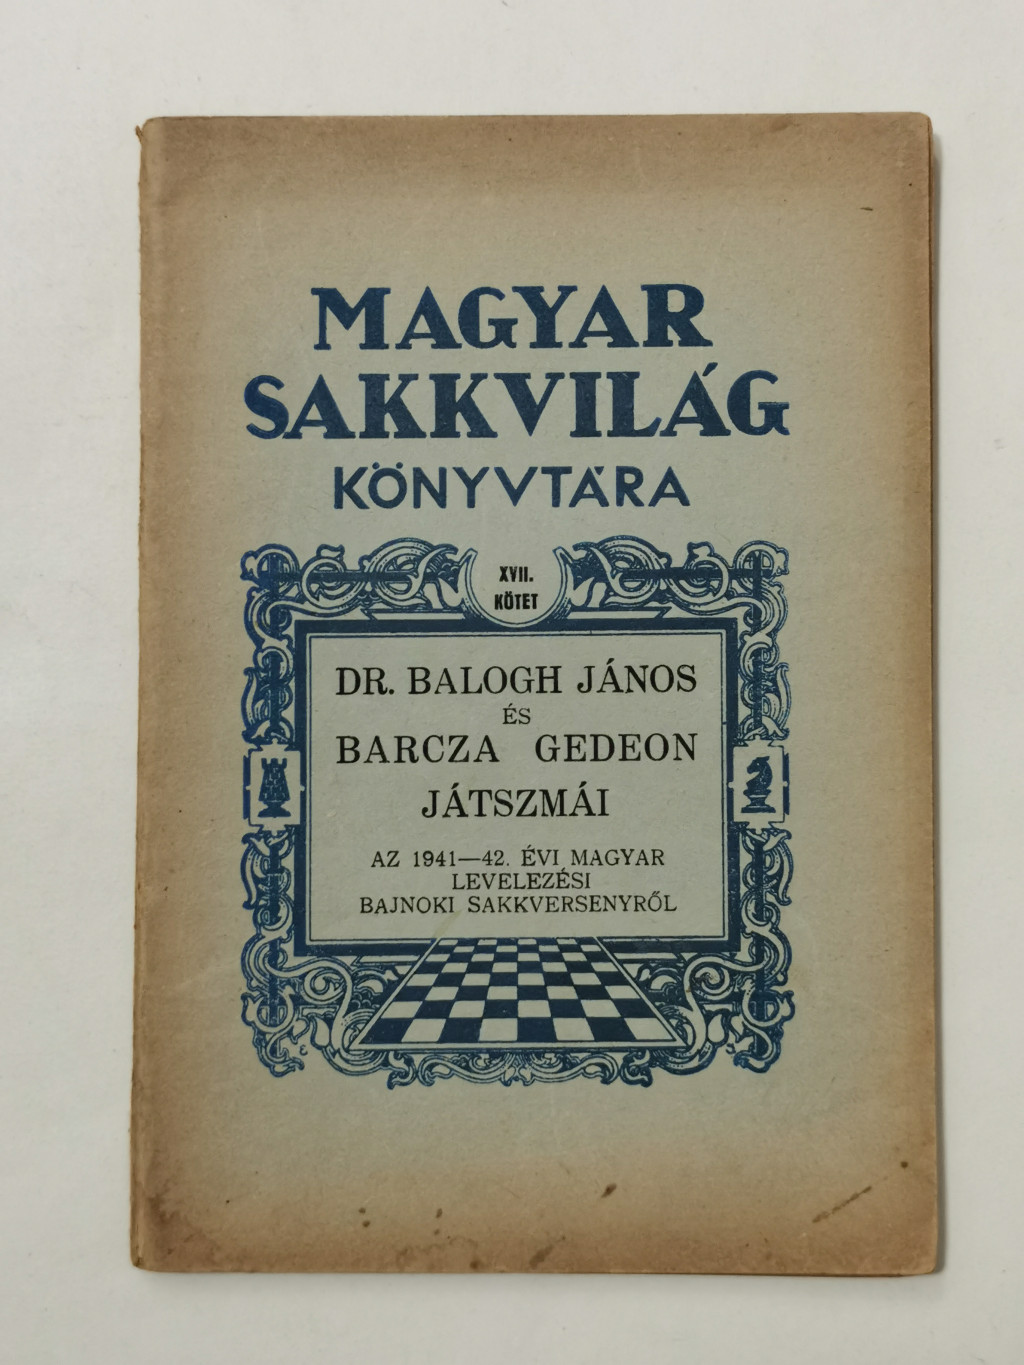 MAGYAR
SAKKVILÁG
KÖNYVTÁRA
XVII.
KÖTET
DR. BALOGH JÁNOS
ÉS
BARCZA GEDEON
JÁTSZMÁI
AZ 1941—42. ÉVI MAGYAR
LEVELEZÉSI
BAJNOKI SAKKVERSENYRŐL